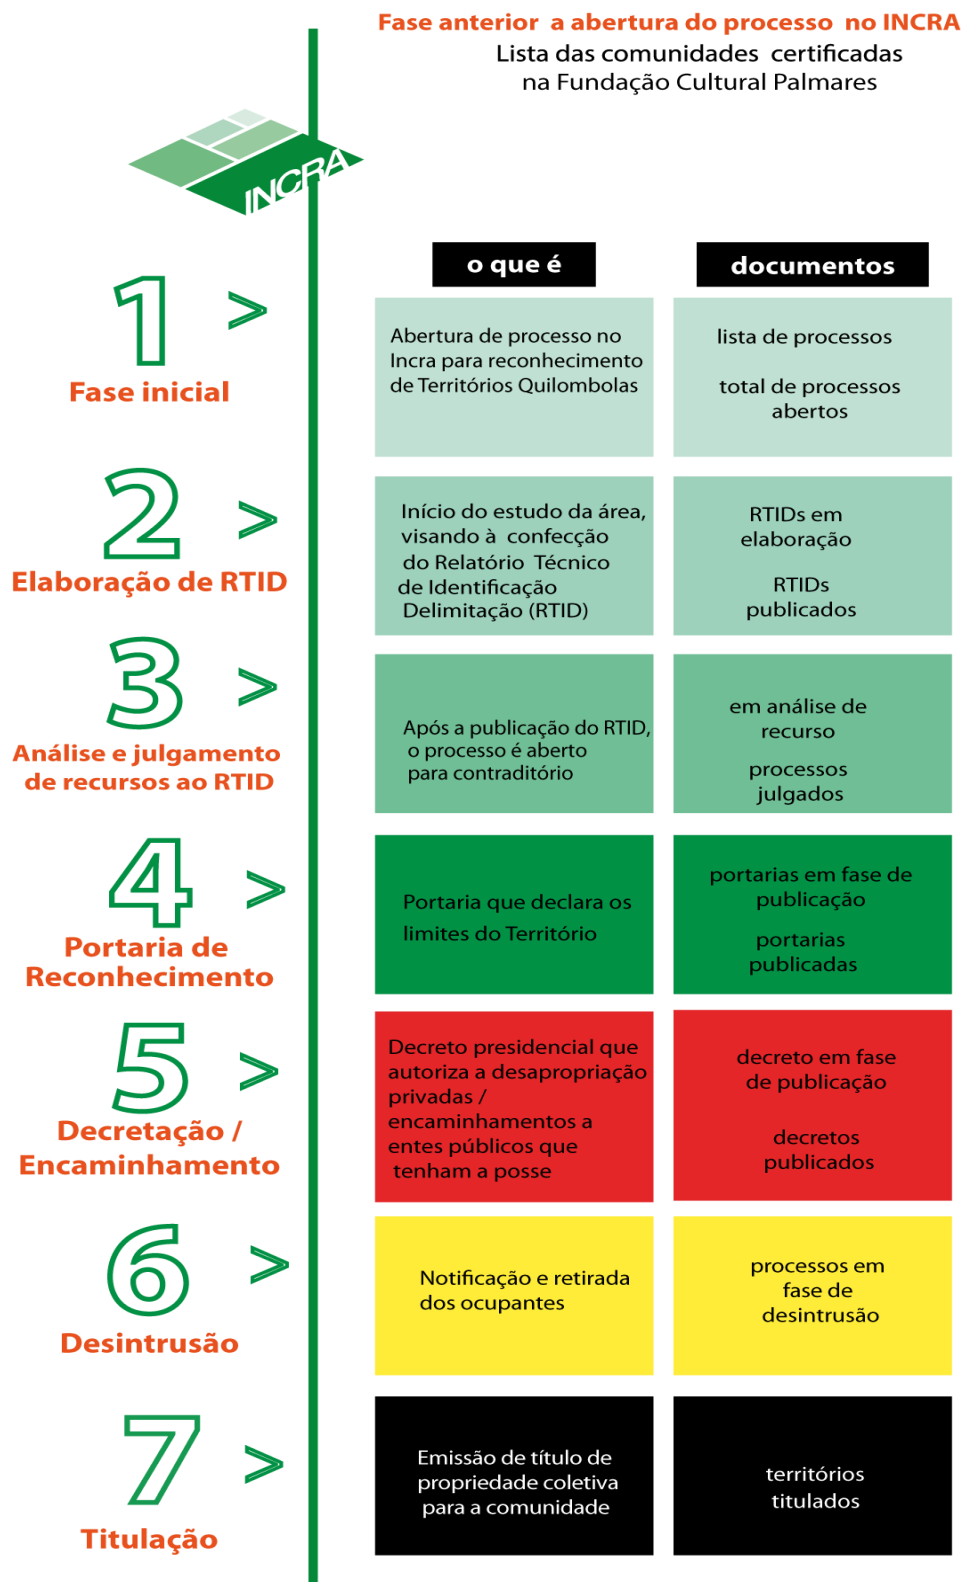 Fase anterior a abertura do processo no INCRA
Lista das comunidades certificadas
na Fundação Cultural Palmares
INCRA
o que é
documentos
1
Fase inicial
Abertura de processo no
Incra para reconhecimento
de Territórios Quilombolas
lista de processos
total de processos
abertos
2
Elaboração de RTID
Início do estudo da área,
visando à confecção
do Relatório Técnico
de Identificação
Delimitação (RTID)
RTIDs em
elaboração
RTIDs
publicados
3
Análise e julgamento
de recursos ao RTID
Após a publicação do RTID,
o processo é aberto
para contraditório
em análise de
recurso
processos
julgados
4
Portaria de
Reconhecimento
Portaria que declara os
limites do Território
portarias em fase de
publicação
portarias
publicadas
5
Decretação /
Encaminhamento
Decreto presidencial que
autoriza a desapropriação
privadas /
encaminhamentos a
entes públicos que
tenham a posse
decreto em fase
de publicação
decretos
publicados
6
Desintrusão
Notificação e retirada
dos ocupantes
processos em
fase de
desintrusão
7
Titulação
Emissão de título de
propriedade coletiva
para a comunidade
territórios
titulados